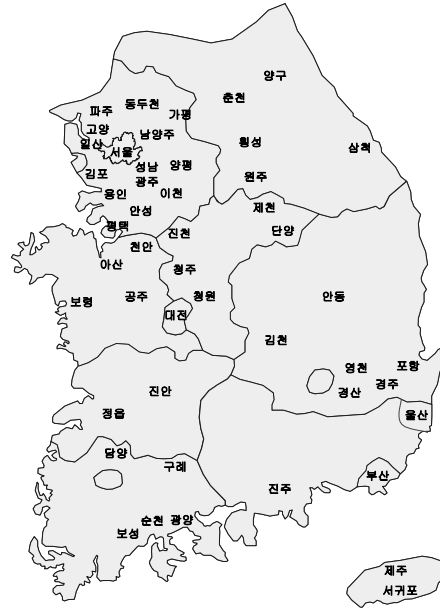 양구
춘천
동두천
파주
가평
고양
남양주
횡성
일산
서울
삼척
성남
양평
김포
광주
원주
용인
이천
안성
제천
평택
진천
단양
천안
아산
청주
보령
공주
청원
안동
대전
김천
영천
포항
경주
경산
진안
정읍
울산
담양
구례
부산
진주
순천
광양
보성
제주
서귀포